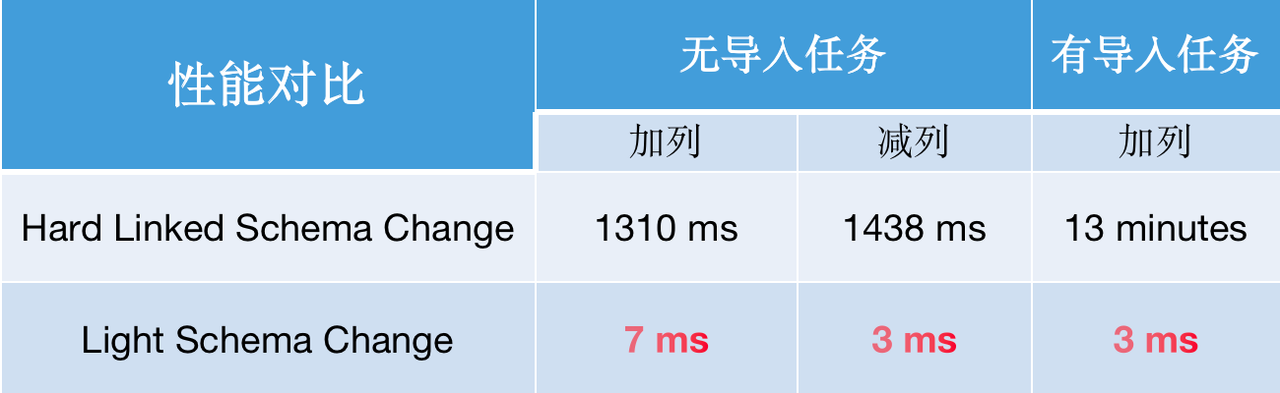 性能对比
无导入任务
有导入任务
加列
减列
加列
Hard Linked Schema Change
1310 ms
1438 ms
13 minutes
Light Schema Change
7 ms
3 ms
3 ms